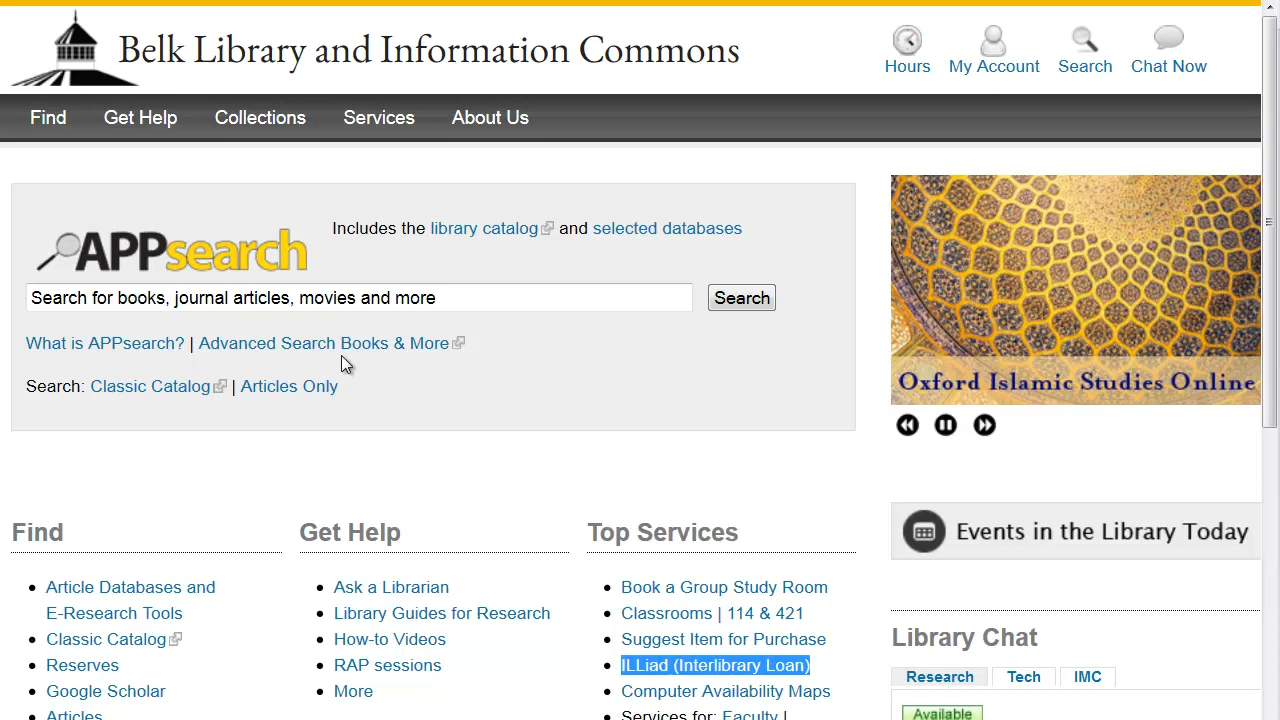 Belk Library and Information Commons
Hours
My Account
Search
Chat Now
Find
Get Help
Collections
Services
About Us
APPsearch
Includes the library catalog and selected databases
Search for books, journal articles, movies and more
Search
What is APPsearch? | Advanced Search Books & More
Search: Classic Catalog | Articles Only
Oxford Islamic Studies Online
Events in the Library Today
Find
Article Databases and
E-Research Tools
Classic Catalog
Reserves
Google Scholar
Articles
Get Help
Ask a Librarian
Library Guides for Research
How-to Videos
RAP sessions
More
Top Services
Book a Group Study Room
Classrooms | 114 & 421
Suggest Item for Purchase
ILLiad (Interlibrary Loan)
Computer Availability Maps
Services for: Faculty |
Library Chat
Research
Tech
IMC
Available